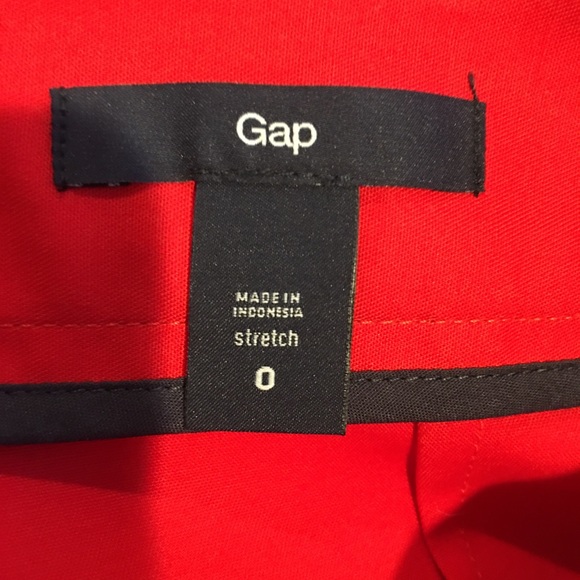 Gap
MADE IN
INDONESIA
stretch
0